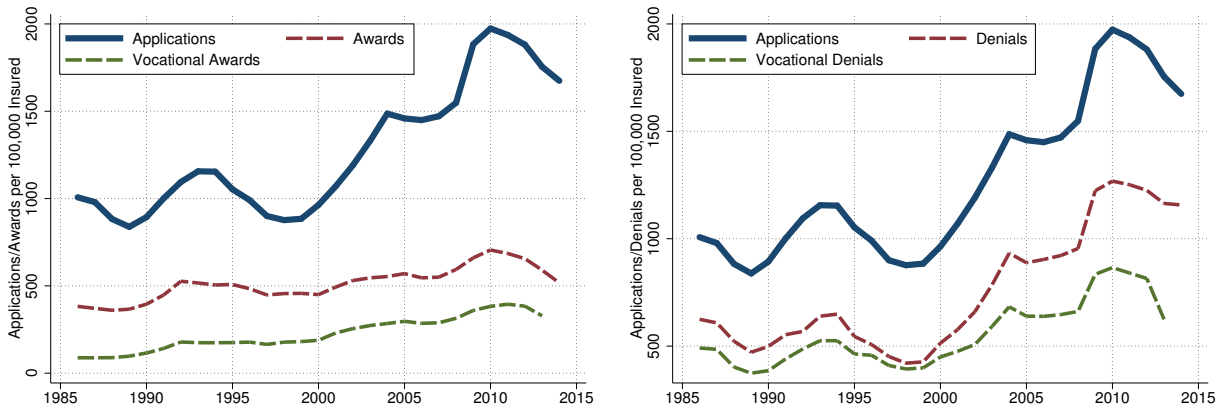 Applications/Awards per 100,000 Insured
2000
1500
1000
500
0
Applications
Awards
Vocational Awards
1985 1990 1995 2000 2005 2010 2015
Applications/Denials per 100,000 Insured
2000
1500
1000
500
Applications
Denials
Vocational Denials
1985 1990 1995 2000 2005 2010 2015